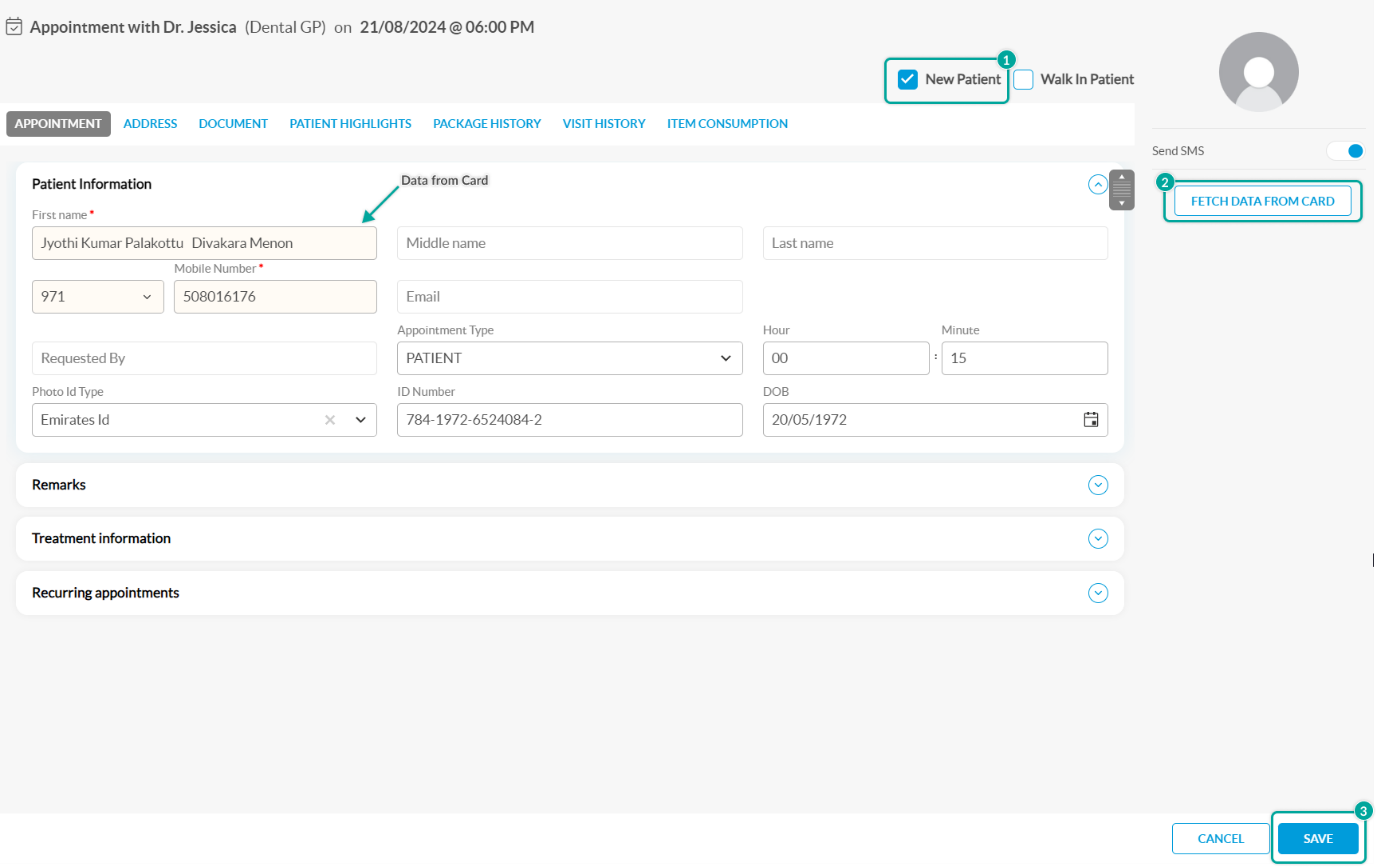 Appointment with Dr. Jessica (Dental GP) on 21/08/2024 @ 06:00 PM
1
New Patient Walk In Patient
APPOINTMENT ADDRESS DOCUMENT PATIENT HIGHLIGHTS PACKAGE HISTORY VISIT HISTORY ITEM CONSUMPTION
Send SMS
2
FETCH DATA FROM CARD
Patient Information
Data from Card
First name *
Jyothi Kumar Palakottu Divakara Menon Middle name Last name
Mobile Number *
971 508016176 Email
Appointment Type Hour Minute
Requested By PATIENT 00 : 15
Photo Id Type ID Number DOB
Emirates Id 784-1972-6524084-2 20/05/1972
Remarks
Treatment information
Recurring appointments
3
CANCEL SAVE